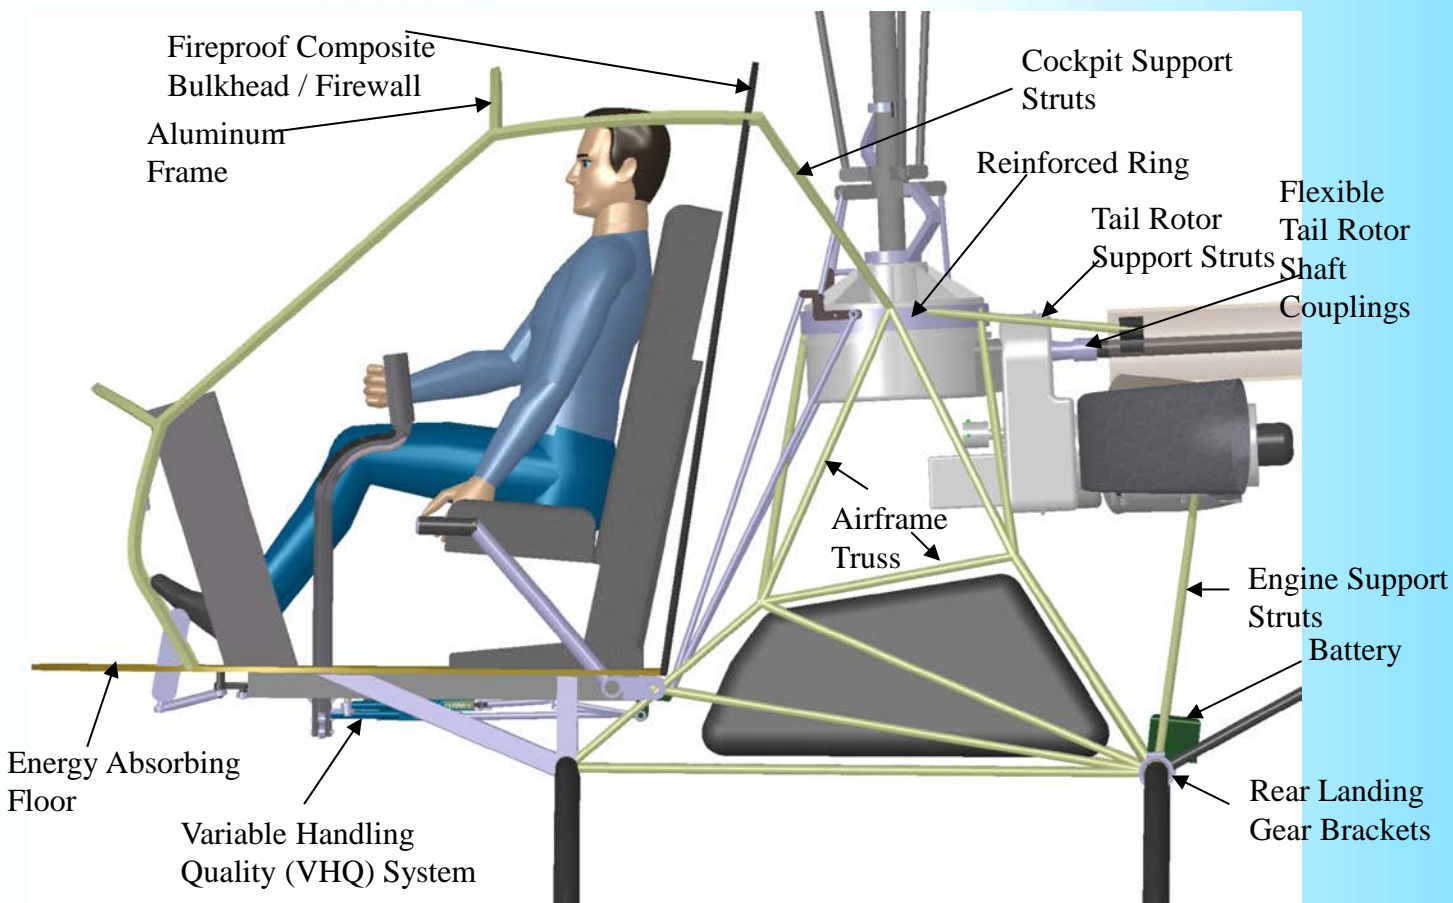 Fireproof Composite
Bulkhead / Firewall
Aluminum
Frame
Cockpit Support
Struts
Reinforced Ring
Tail Rotor
Support Struts
Flexible
Tail Rotor
Shaft
Couplings
Airframe
Truss
Engine Support
Struts
Battery
Energy Absorbing
Floor
Variable Handling
Quality (VHQ) System
Rear Landing
Gear Brackets